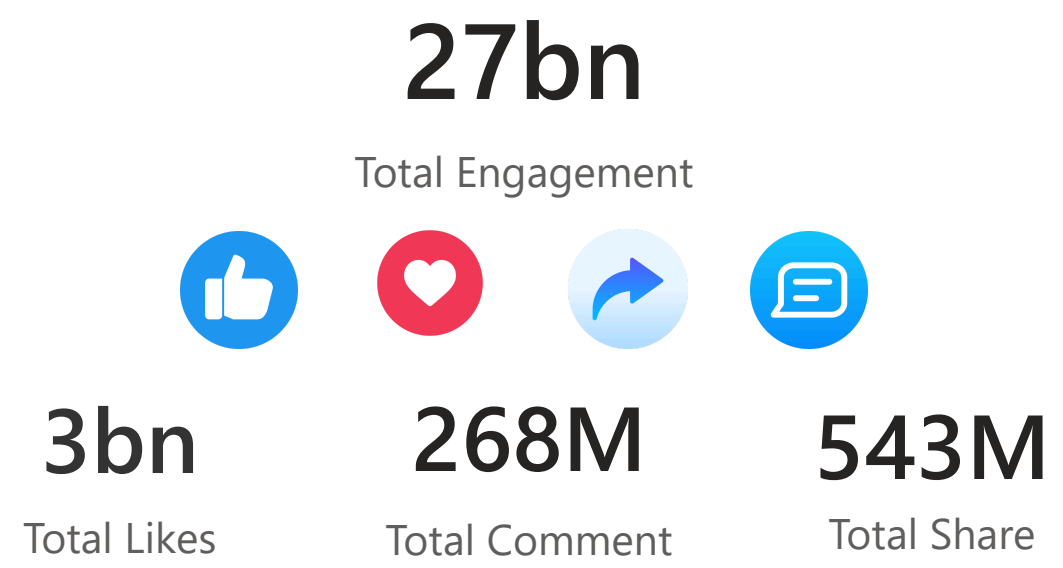 27bn
Total Engagement
3bn
268M
543M
Total Likes
Total Comment
Total Share